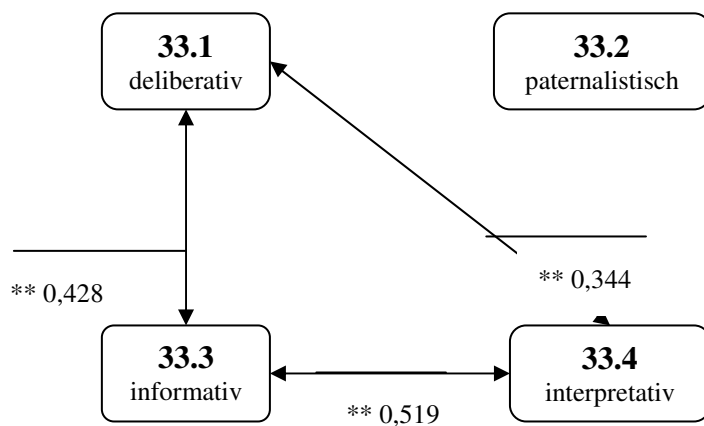 33.1
deliberativ
33.2
paternalistisch
** 0,428
** 0,344
33.3
informativ
33.4
interpretativ
** 0,519